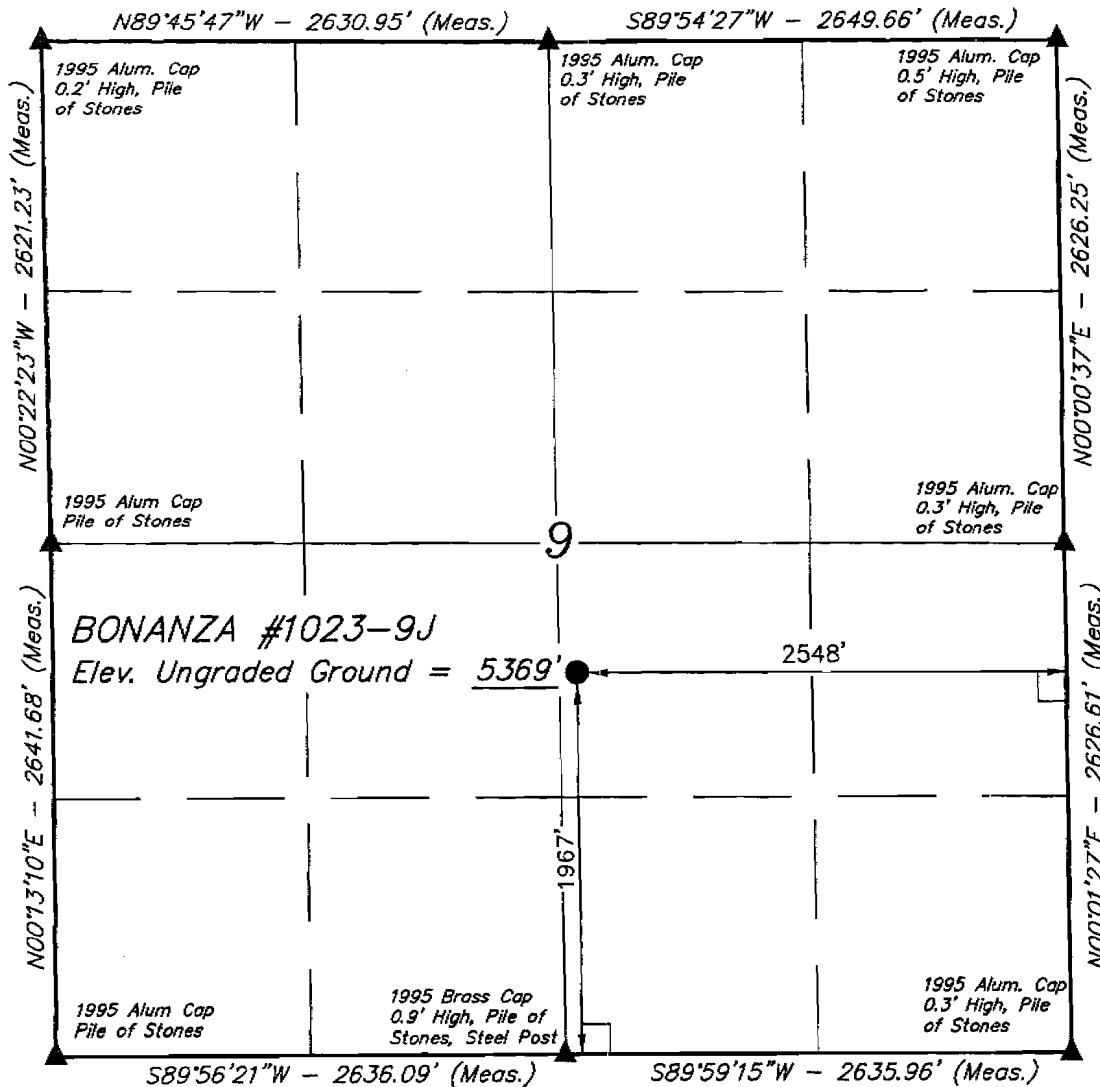 N89°45'47"W - 2630.95' (Meas.)
S89°54'27"W - 2649.66' (Meas.)
1995 Alum. Cap
0.2' High, Pile
of Stones
1995 Alum. Cap
0.3' High, Pile
of Stones
1995 Alum. Cap
0.5' High, Pile
of Stones
N00°22'23"W - 2621.23' (Meas.)
N00°00'37"E - 2626.25' (Meas.)
1995 Alum Cap
Pile of Stones
1995 Alum. Cap
0.3' High, Pile
of Stones
9
BONANZA #1023-9J
Elev. Ungraded Ground = 5369'
2548'
1967'
N00°13'10"E - 2641.68' (Meas.)
N00°01'27"E - 2626.61' (Meas.)
1995 Alum Cap
Pile of Stones
1995 Brass Cap
0.9' High, Pile of
Stones, Steel Post
1995 Alum. Cap
0.3' High, Pile
of Stones
S89°56'21"W - 2636.09' (Meas.)
S89°59'15"W - 2635.96' (Meas.)